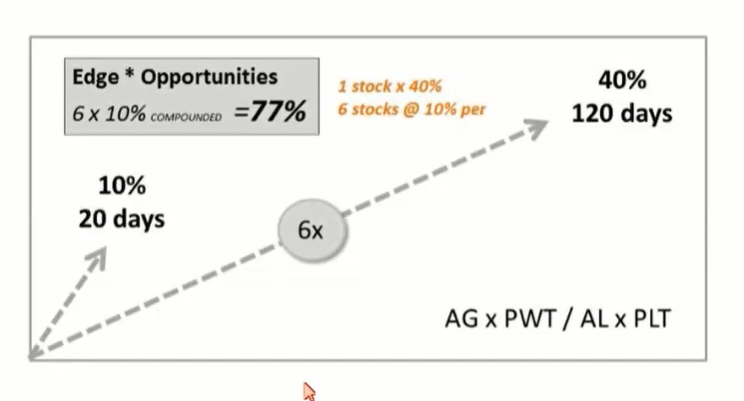 Edge * Opportunities
6 x 10% COMPOUNDED =77%
1 stock x 40%
6 stocks @ 10% per
40%
120 days
10%
20 days
6x
AG x PWT / AL x PLT